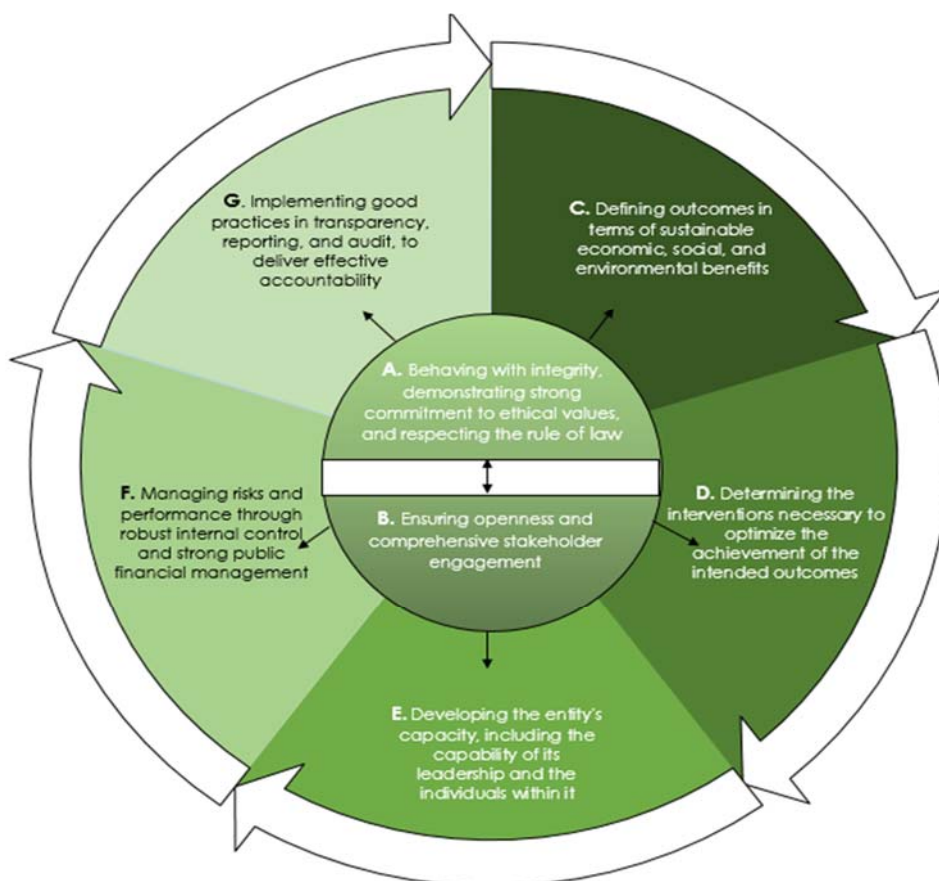 G. Implementing good
practices in transparency,
reporting, and audit, to
deliver effective
accountability
C. Defining outcomes in
terms of sustainable
economic, social, and
environmental benefits
A. Behaving with integrity,
demonstrating strong
commitment to ethical values,
and respecting the rule of law
B. Ensuring openness and
comprehensive stakeholder
engagement
F. Managing risks and
performance through
robust internal control
and strong public
financial management
D. Determining the
interventions necessary to
optimize the
achievement of the
intended outcomes
E. Developing the entity's
capacity, including the
capability of its
leadership and the
individuals within it